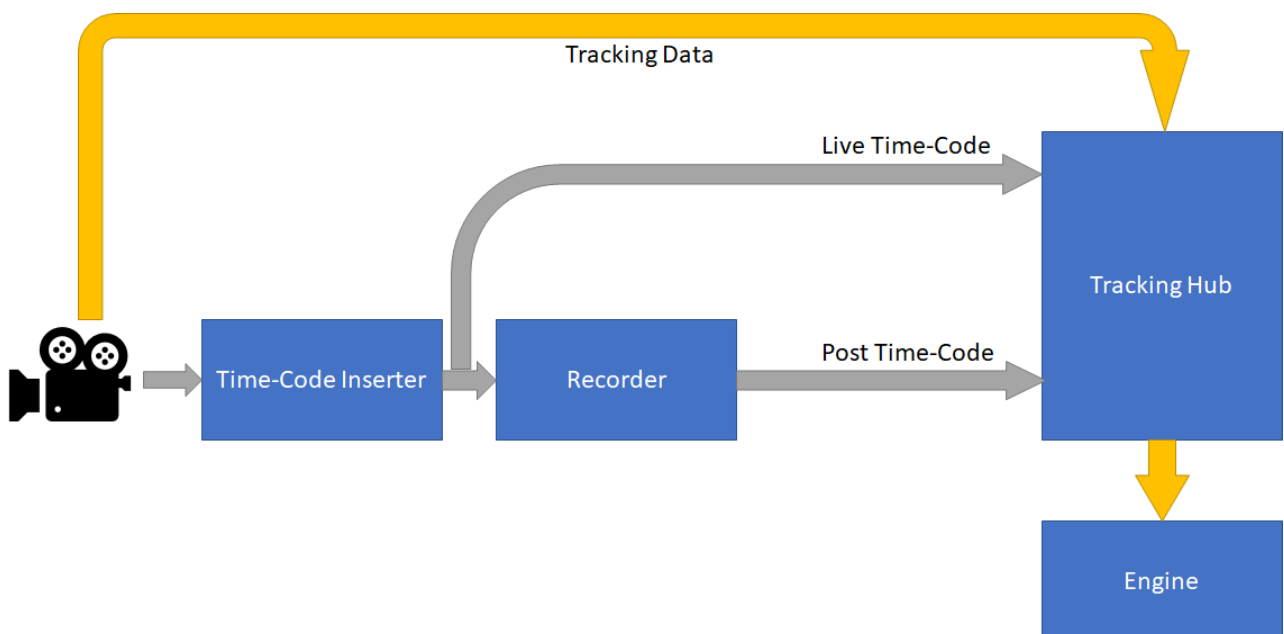 Tracking Data
Live Time-Code
Tracking Hub
Post Time-Code
Time-Code Inserter
Recorder
Engine